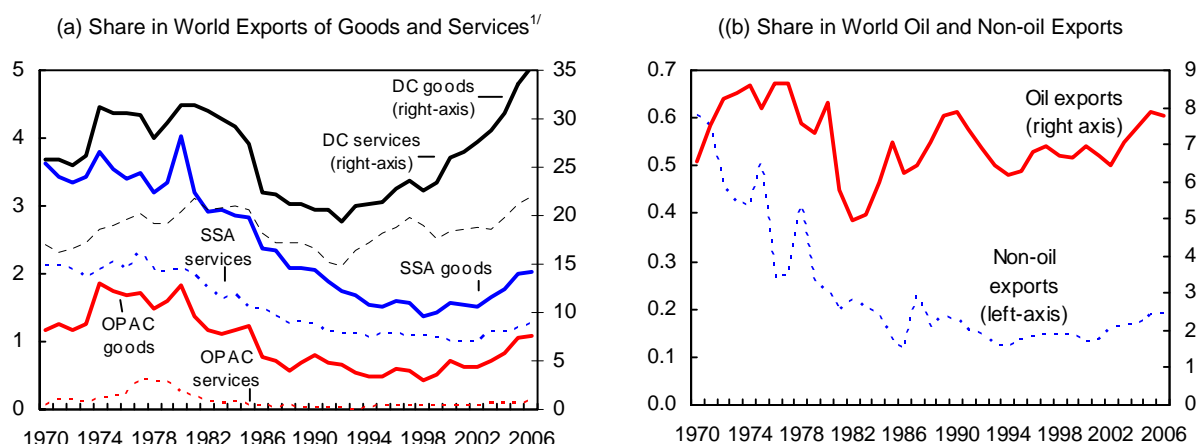 (a) Share in World Exports of Goods and Services1/
5
4
3
2
1
0
35
30
25
20
15
10
5
0
DC goods
(right-axis)
DC services
(right-axis)
SSA
services
SSA goods
OPAC
goods
OPAC
services
1970 1974 1978 1982 1986 1990 1994 1998 2002 2006
((b) Share in World Oil and Non-oil Exports
0.7
0.6
0.5
0.4
0.3
0.2
0.1
0.0
9
8
7
6
5
4
3
2
1
0
Oil exports
(right axis)
Non-oil
exports
(left-axis)
1970 1974 1978 1982 1986 1990 1994 1998 2002 2006